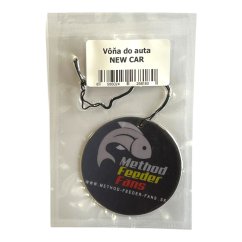 Vôňa do auta
NEW CAR
Method
Feeder
Fans
WWW.METHOD-FEEDER-FANS.SK